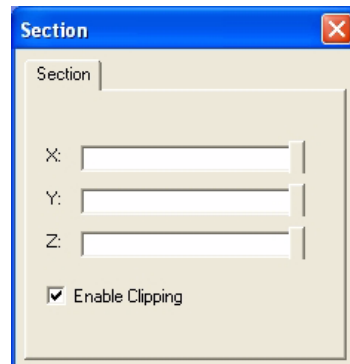 Section
Section
X:
Y:
Z:
Enable Clipping